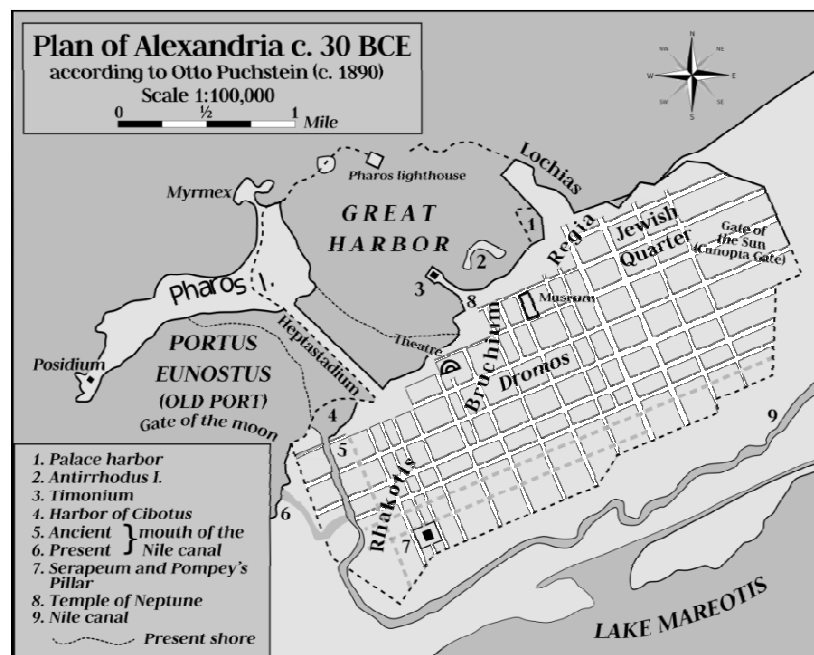 Plan of Alexandria c. 30 BCE
according to Otto Puchstein (c. 1890)
Scale 1:100,000
0 ½ 1 Mile
N
NW NE
W E
SW SE
S
Lochias
Pharos lighthouse
Myrmex
GREAT
HARBOR
1
2
3
Regia
Jewish
Quarter
Gate of
the Sun
(Canopia Gate)
Pharos I.
8
Museum
Heptastadium
Theatre
Bruchium
Dromos
PORTUS
EUNOSTUS
(OLD PORT)
Posidium
Gate of the moon
4
5
9
6
Rhakotis
7
LAKE MAREOTIS
1. Palace harbor
2. Antirrhodus I.
3. Timonium
4. Harbor of Cibotus
5. Ancient } mouth of the
6. Present } Nile canal
7. Serapeum and Pompey's
Pillar
8. Temple of Neptune
9. Nile canal
Present shore